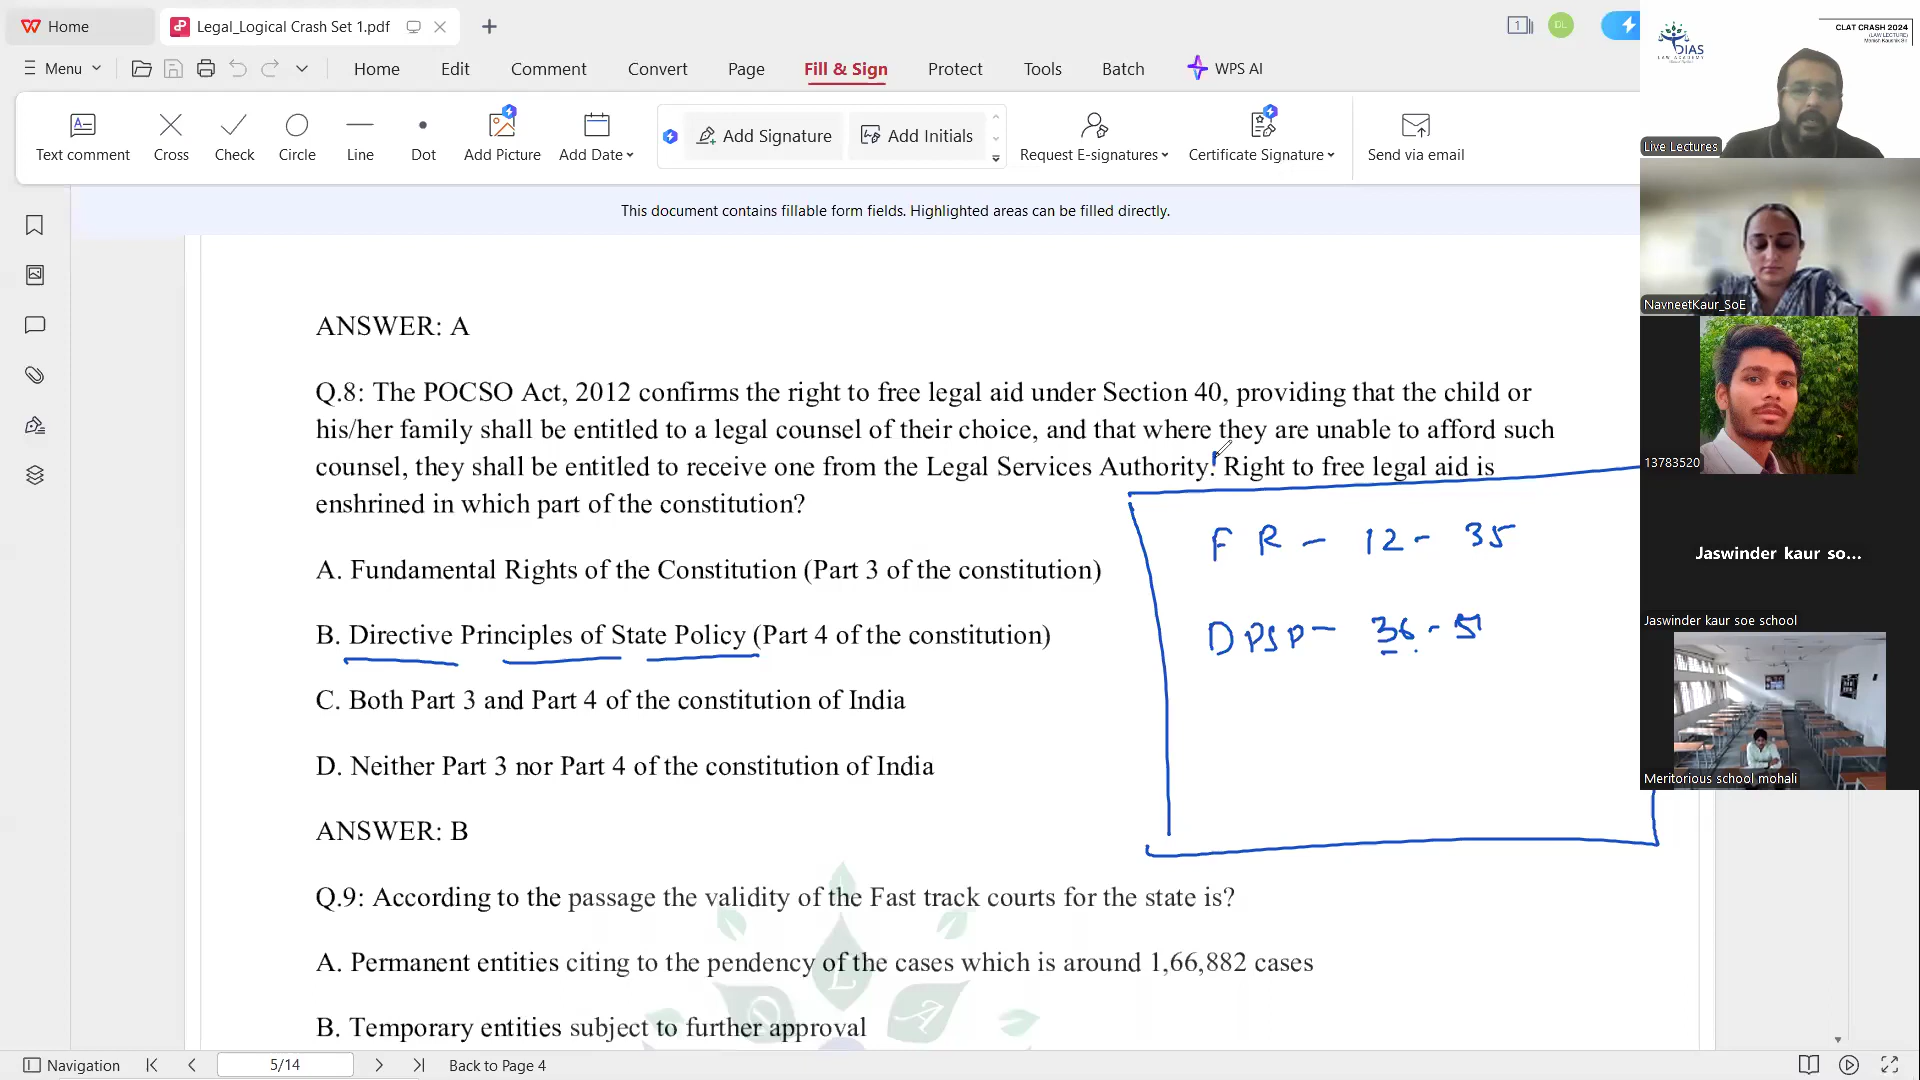 Home
Legal_Logical Crash Set 1.pdf
1
DL
Menu
Home Edit Comment Convert Page Fill & Sign Protect Tools Batch WPS AI
Text comment Cross Check Circle Line Dot Add Picture Add Date Add Signature Add Initials Request E-signatures Certificate Signature Send via email
This document contains fillable form fields. Highlighted areas can be filled directly.
ANSWER: A
Q.8: The POCSO Act, 2012 confirms the right to free legal aid under Section 40, providing that the child or
his/her family shall be entitled to a legal counsel of their choice, and that where they are unable to afford such
counsel, they shall be entitled to receive one from the Legal Services Authority. Right to free legal aid is
enshrined in which part of the constitution?
A. Fundamental Rights of the Constitution (Part 3 of the constitution)
B. Directive Principles of State Policy (Part 4 of the constitution)
C. Both Part 3 and Part 4 of the constitution of India
D. Neither Part 3 nor Part 4 of the constitution of India
ANSWER: B
Q.9: According to the passage the validity of the Fast track courts for the state is?
A. Permanent entities citing to the pendency of the cases which is around 1,66,882 cases
B. Temporary entities subject to further approval
F R - 12 - 35
DPSP - 36 - 51
L
A
DIAS
LAW ACADEMY
CLAT CRASH 2024
(LAW LECTURE)
Manish Kaushik Sir
Live Lectures
NavneetKaur_SoE
13783520
Jaswinder kaur so...
Jaswinder kaur soe school
Meritorious school mohali
Navigation
5/14
Back to Page 4